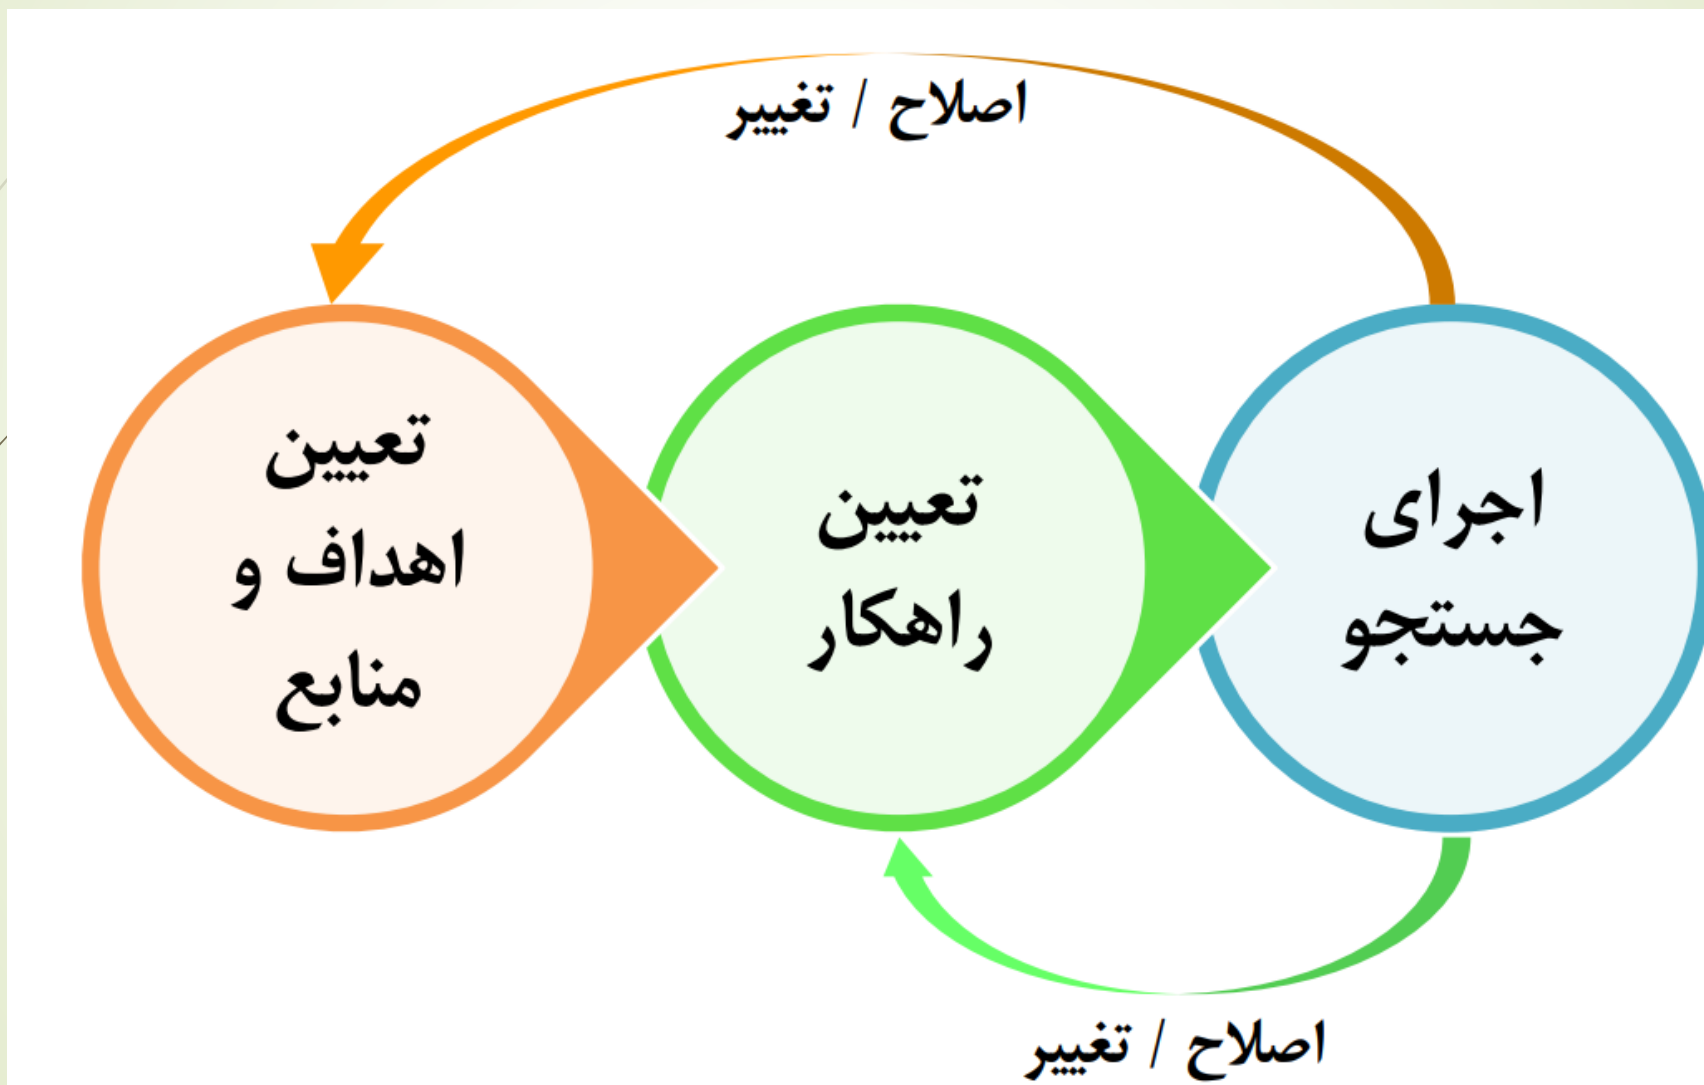 اصلاح / تغییر
تعیین
اهداف و
منابع
تعیین
راهکار
اجرای
جستجو
اصلاح / تغییر